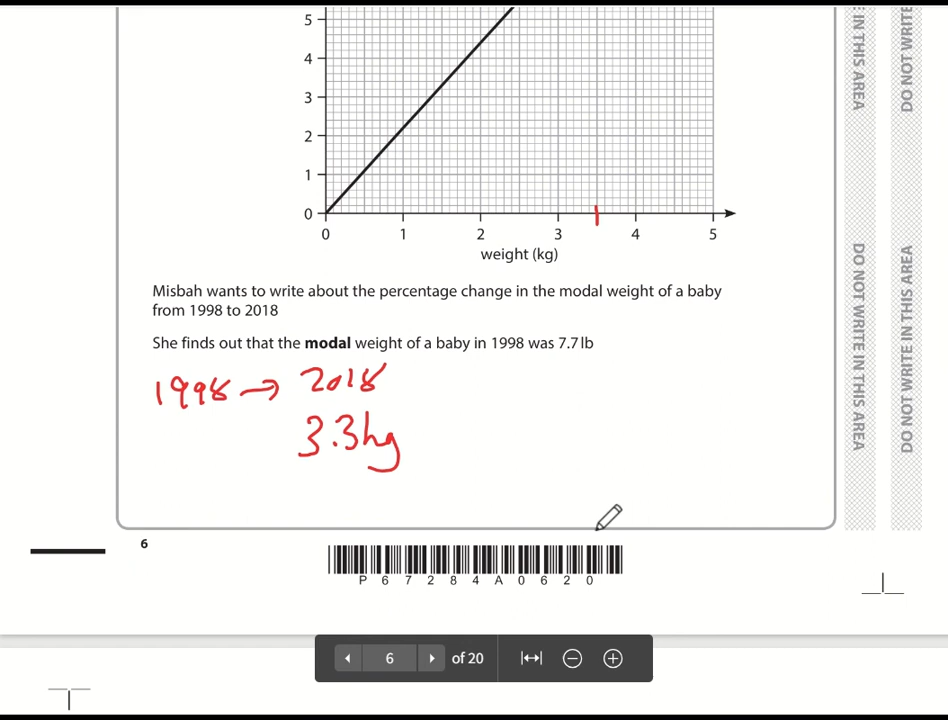 5
4
3
2
1
0
0 1 2 3 4 5
weight (kg)
Misbah wants to write about the percentage change in the modal weight of a baby
from 1998 to 2018
She finds out that the modal weight of a baby in 1998 was 7.7 lb
1998 → 2018
3.3kg
6
P 6 7 2 8 4 A 0 6 2 0
E IN THIS AREA
DO NOT WRITE IN THIS AREA
DO NOT WRITE
DO NOT WRITE IN THIS AREA
6 of 20